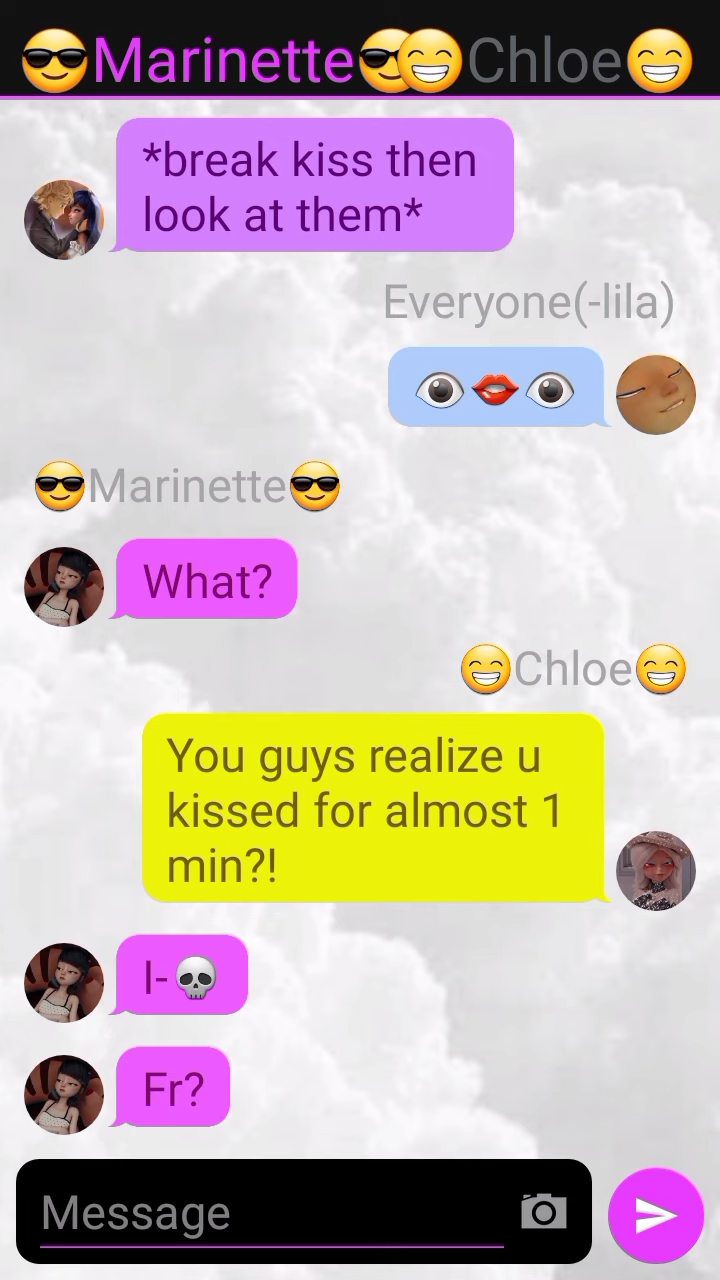 😎Marinette😎😁Chloe😁
*break kiss then
look at them*
Everyone(-lila)
👁️🫦👁️
😎Marinette😎
What?
😁Chloe😁
You guys realize u
kissed for almost 1
min?!
I-💀
Fr?
Message